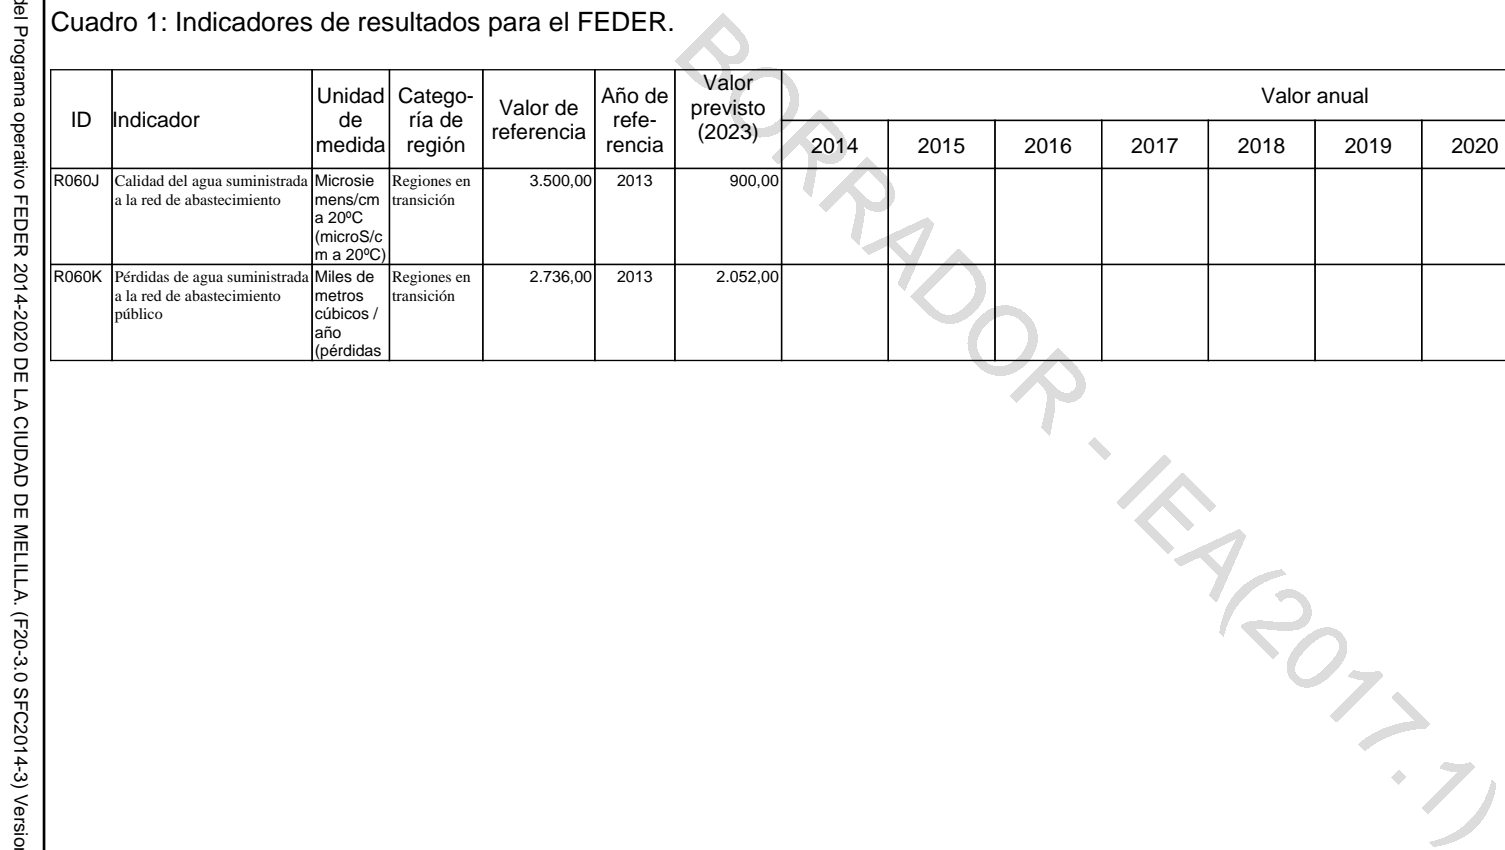 Cuadro 1: Indicadores de resultados para el FEDER.
ID Indicador Unidad de medida Catego-ría de región Valor de referencia Año de refe-rencia Valor previsto (2023) Valor anual
2014 2015 2016 2017 2018 2019 2020
R060J Calidad del agua suministrada Microsie Regiones en 3.500,00 2013 900,00
a la red de abastecimiento mens/cm transición
a 20ºC
(microS/c
m a 20ºC)
R060K Pérdidas de agua suministrada Miles de Regiones en 2.736,00 2013 2.052,00
a la red de abastecimiento metros transición
público cúbicos /
año
(pérdidas
del Programa operativo FEDER 2014-2020 DE LA CIUDAD DE MELILLA. (F20-3.0 SFC2014-3) Version
BORRADOR - IEA(2017.1)